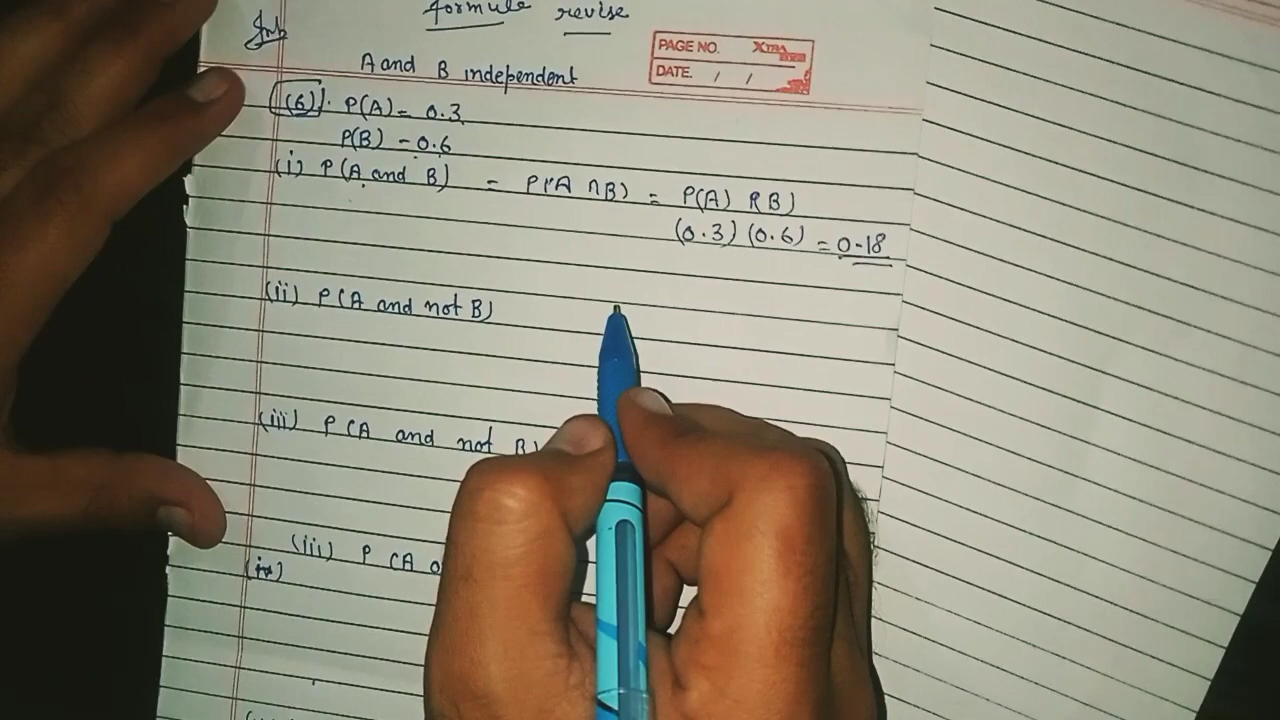 formule revise
PAGE NO.
DATE. / /
A and B independent
(6). P(A) = 0.3
P(B) - 0.6
(i) P(A and B) = P(A ∩ B) = P(A) P(B)
(0.3) (0.6) = 0.18
(ii) P(A and not B)
(iii) P(A and not B)
(iii) P (A o
(iv)